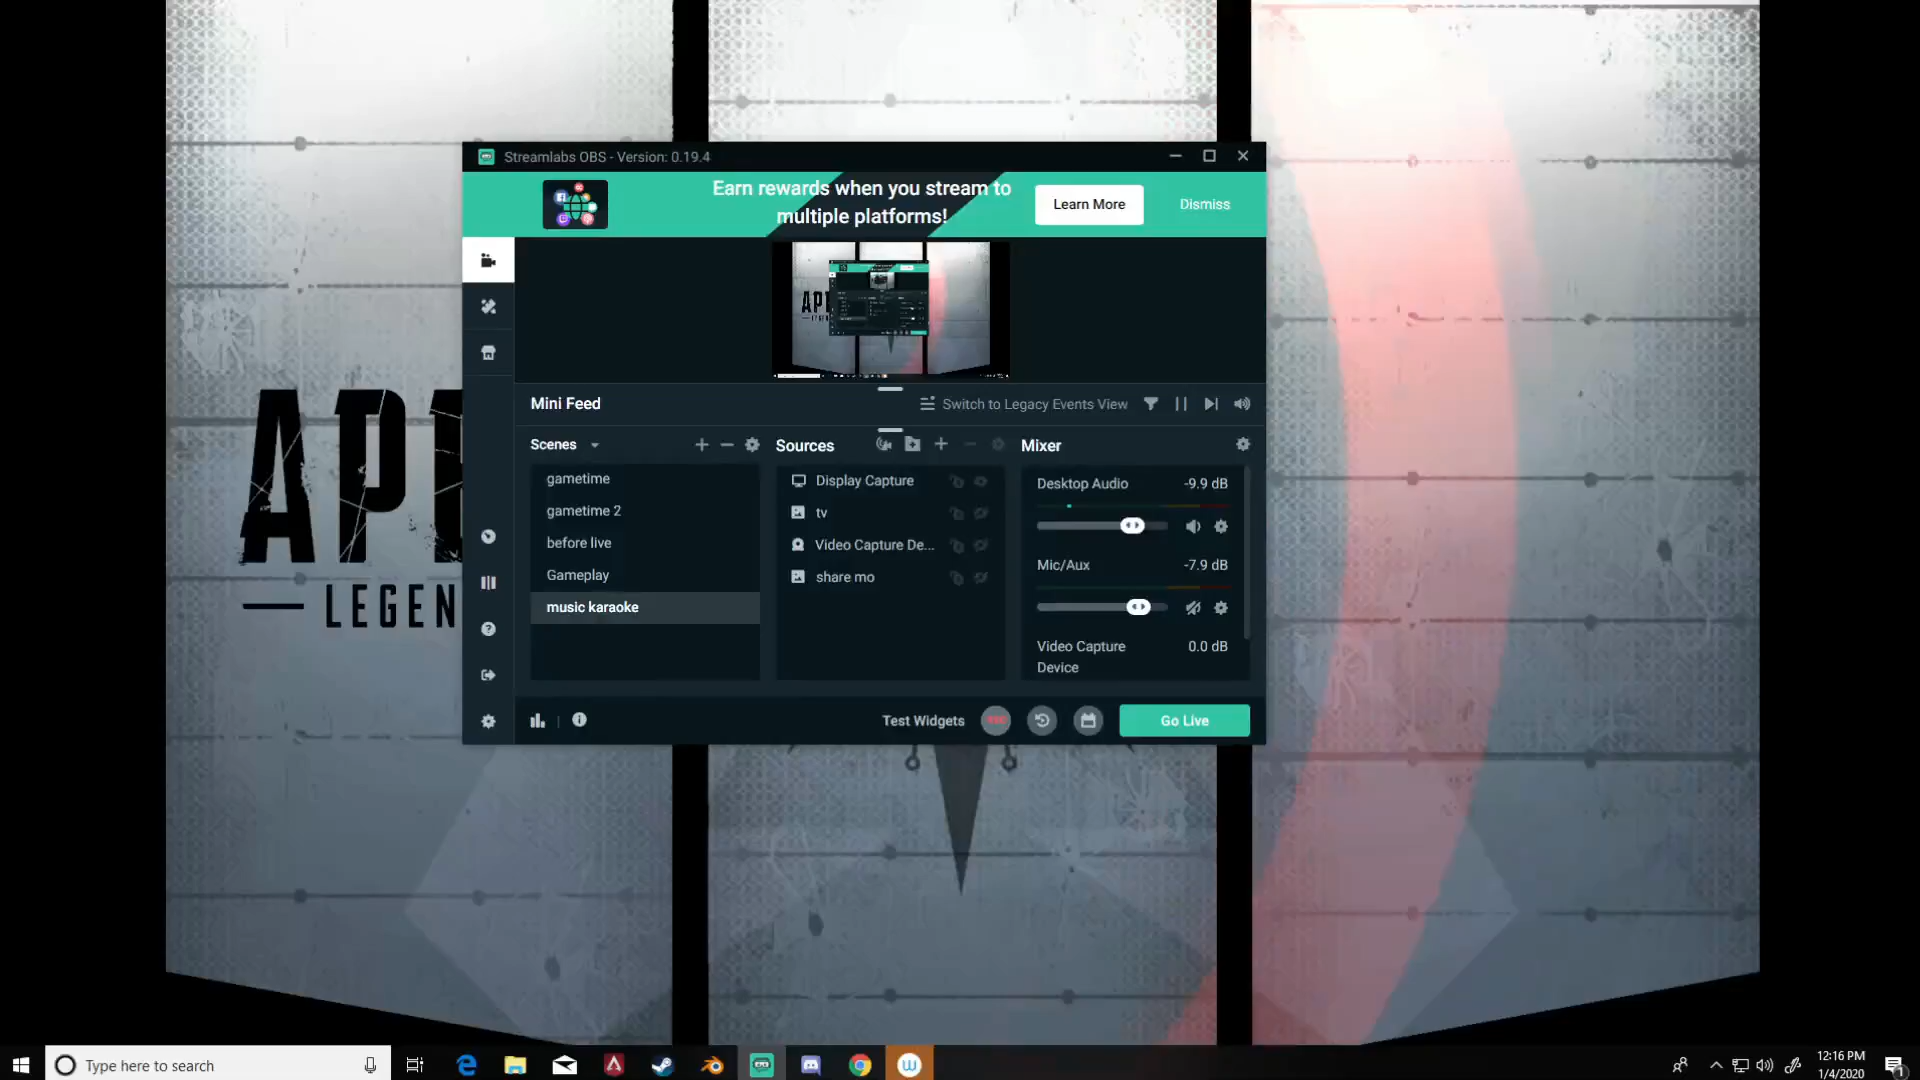 Streamlabs OBS - Version: 0.19.4
Earn rewards when you stream to
multiple platforms!
Learn More
Dismiss
Mini Feed
Switch to Legacy Events View
Scenes
Sources
Mixer
gametime
gametime 2
before live
Gameplay
music karaoke
Display Capture
tv
Video Capture De...
share mo
Desktop Audio -9.9 dB
Mic/Aux -7.9 dB
Video Capture 0.0 dB
Device
Test Widgets
REC
Go Live
AP
LEGEN
Type here to search
12:16 PM
1/4/2020
1